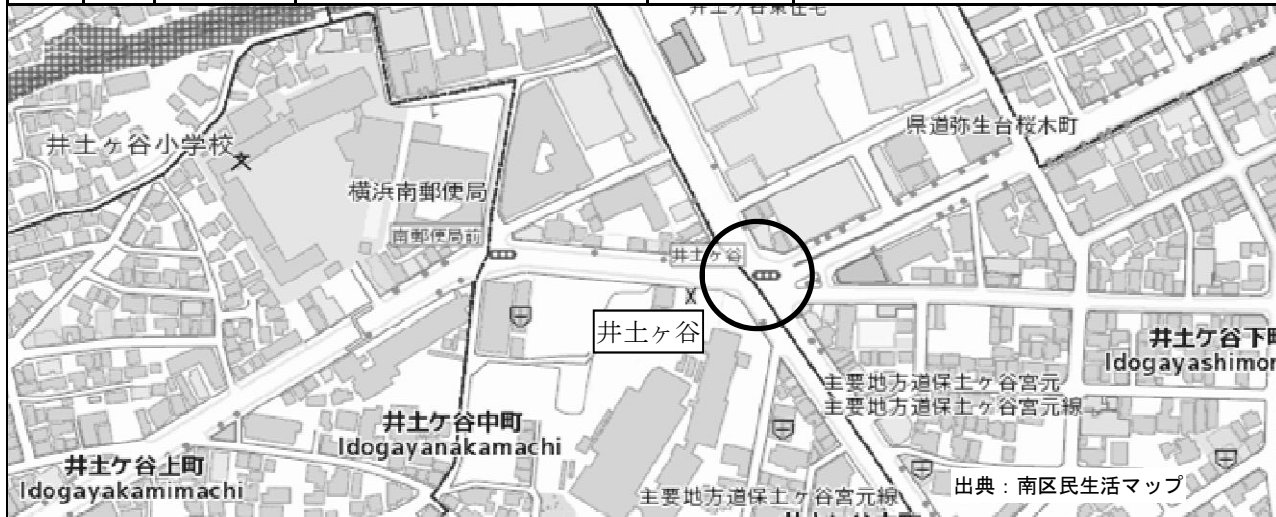 井土ヶ谷東住宅
県道弥生台桜木町
井土ヶ谷小学校
横浜南郵便局
南郵便局前
井土ヶ谷
井土ヶ谷
井土ケ谷下町
Idogayashimo
主要地方道保土ヶ谷宮元
主要地方道保土ヶ谷宮元線
井土ケ谷中町
Idogayanakamachi
井土ケ谷上町
Idogayakamimachi
主要地方道保土ヶ谷宮元線
出典：南区民生活マップ